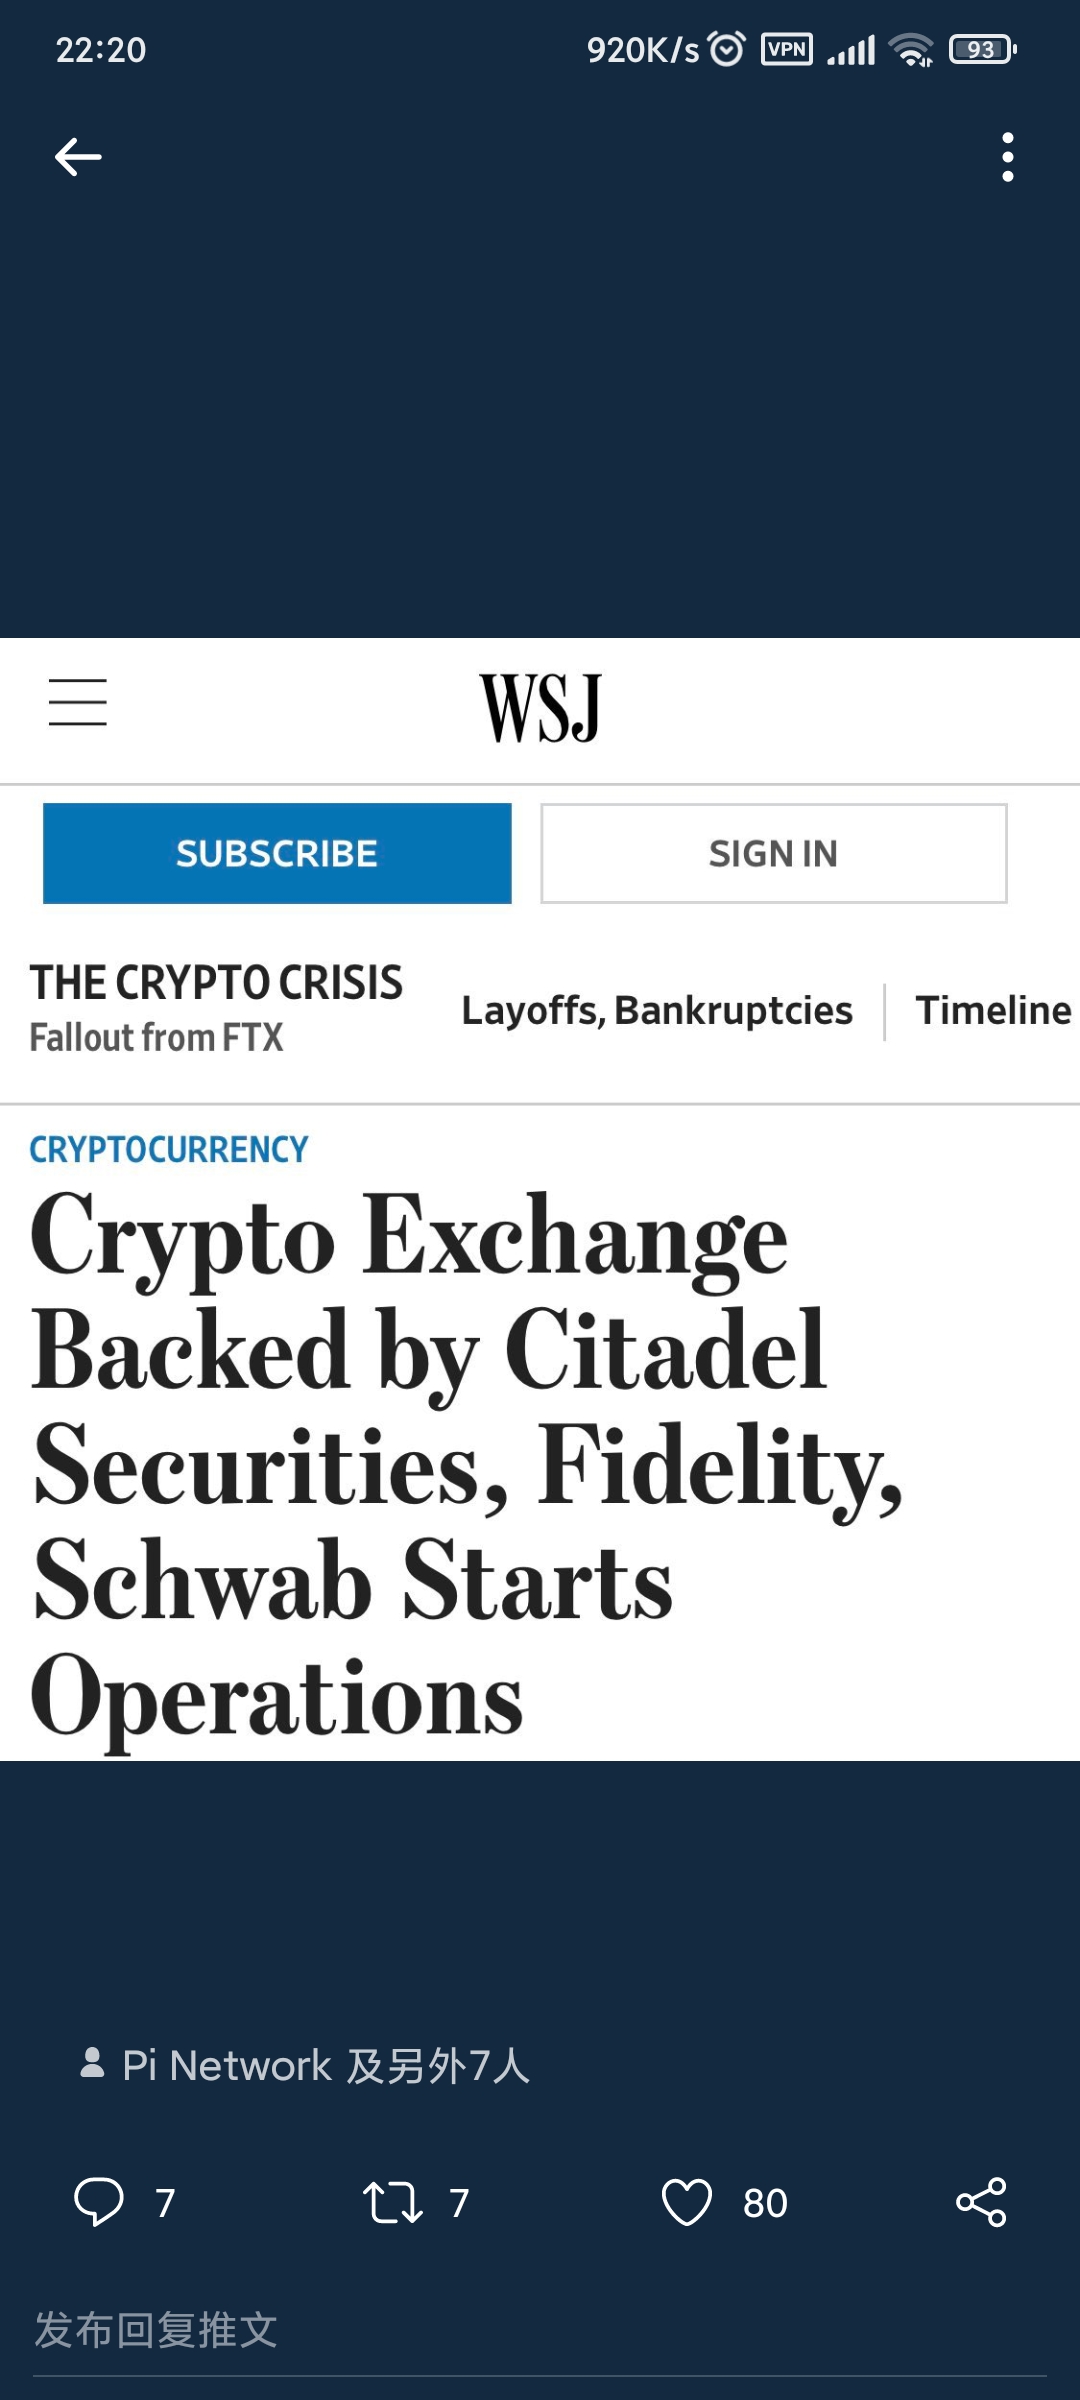 22:20 920K/s VPN 93
WSJ
SUBSCRIBE SIGN IN
THE CRYPTO CRISIS
Fallout from FTX
Layoffs, Bankruptcies Timeline
CRYPTOCURRENCY
Crypto Exchange
Backed by Citadel
Securities, Fidelity,
Schwab Starts
Operations
Pi Network 及另外7人
7 7 80
发布回复推文